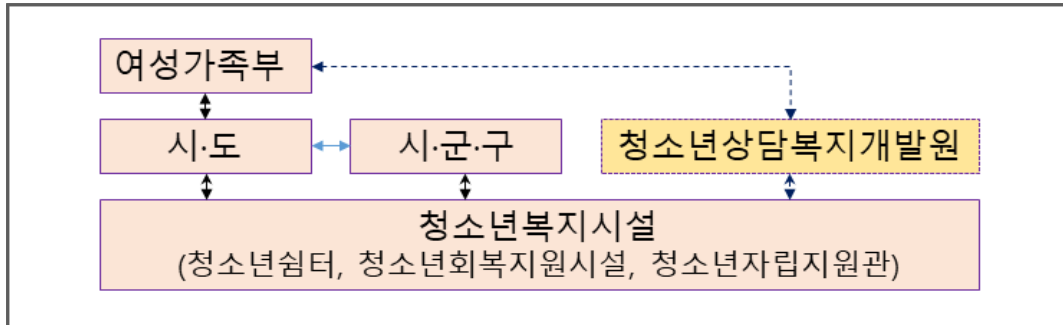 여성가족부
시·도
시·군·구
청소년상담복지개발원
청소년복지시설
(청소년쉼터, 청소년회복지원시설, 청소년자립지원관)